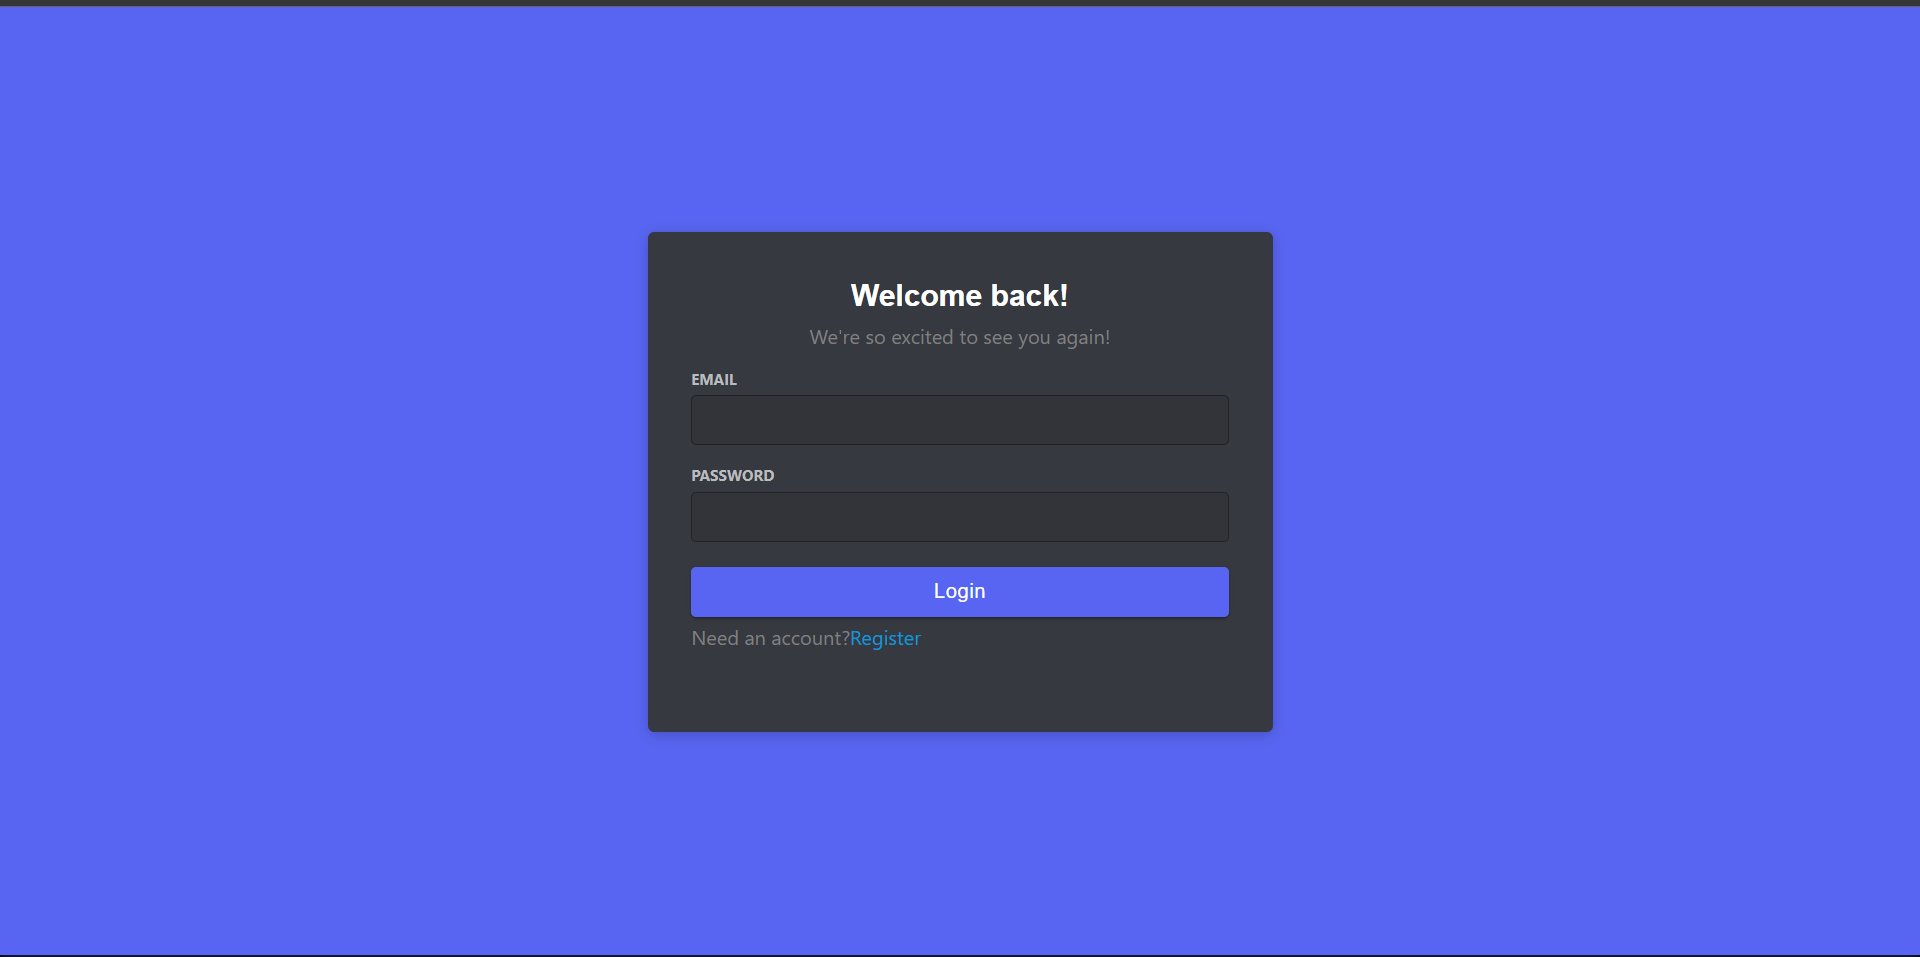 Welcome back!
We're so excited to see you again!
EMAIL
PASSWORD
Login
Need an account?Register